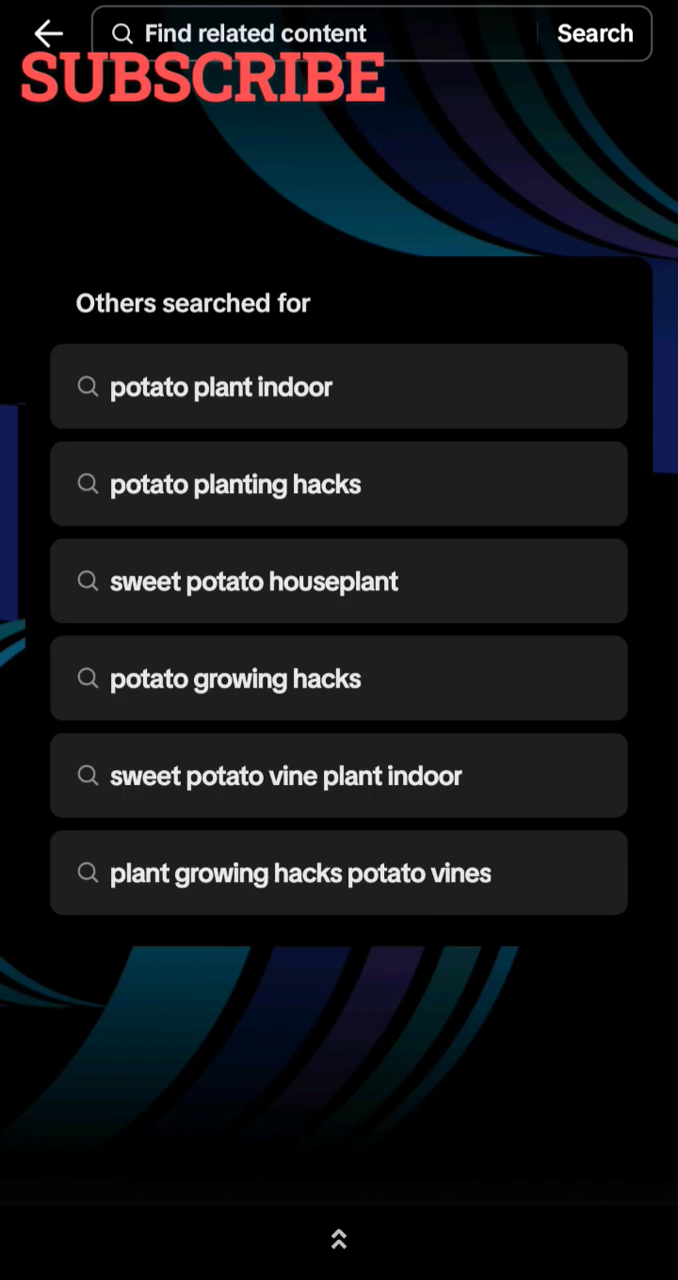 Find related content
Search
SUBSCRIBE
Others searched for
potato plant indoor
potato planting hacks
sweet potato houseplant
potato growing hacks
sweet potato vine plant indoor
plant growing hacks potato vines